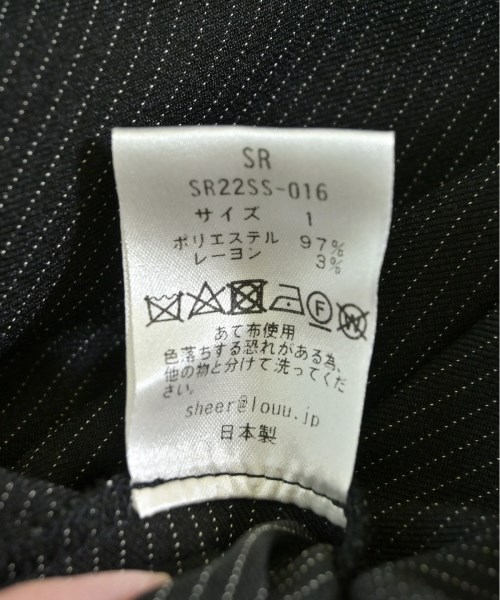 SR
SR22SS-016
サイズ 1
ポリエステル 97%
レーヨン 3%
F W
あて布使用
色落ちする恐れがある為、
他の物と分けて洗ってくだ
さい。
sheer@louu.jp
日本製